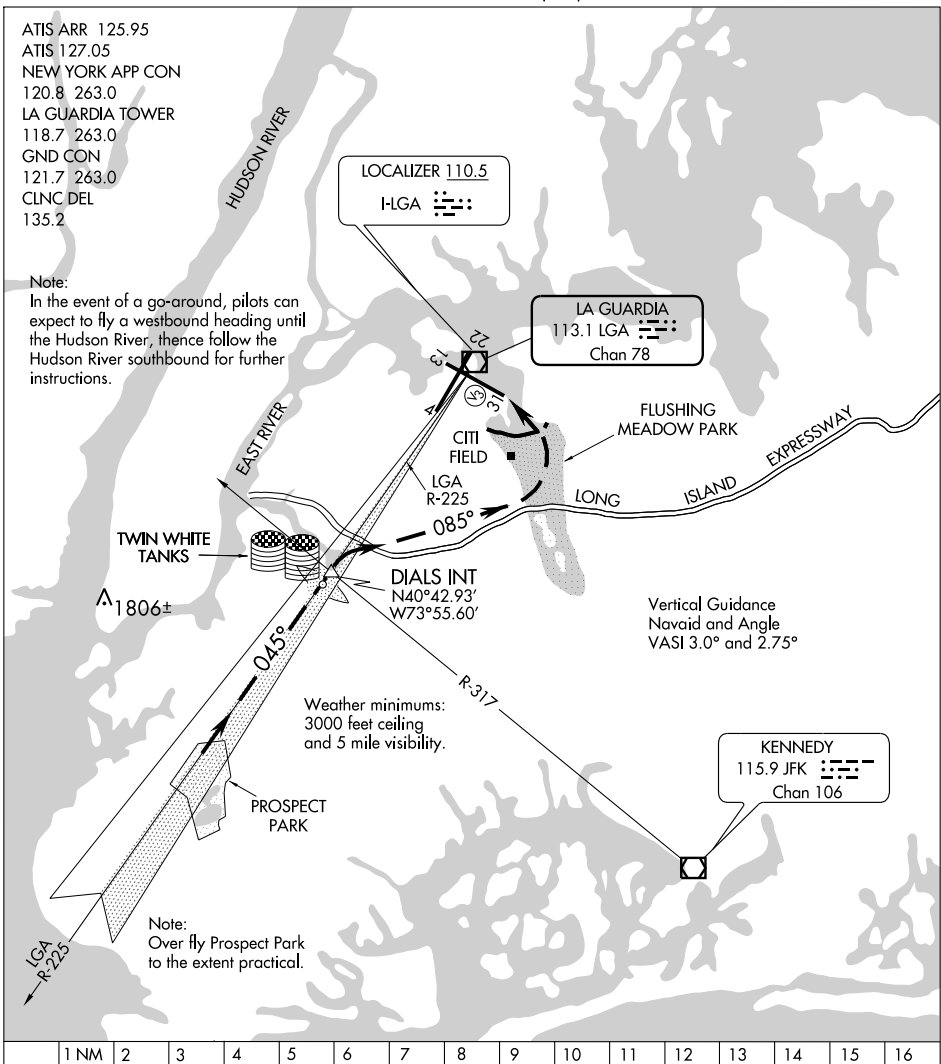 ATIS ARR 125.95
ATIS 127.05
NEW YORK APP CON
120.8 263.0
LA GUARDIA TOWER
118.7 263.0
GND CON
121.7 263.0
CLNC DEL
135.2
HUDSON RIVER
LOCALIZER 110.5
I-LGA
Note:
In the event of a go-around, pilots can
expect to fly a westbound heading until
the Hudson River, thence follow the
Hudson River southbound for further
instructions.
LA GUARDIA
113.1 LGA
Chan 78
22
13
4
31
V3
EAST RIVER
CITI
FIELD
FLUSHING
MEADOW PARK
LGA
R-225
LONG ISLAND EXPRESSWAY
085°
TWIN WHITE
TANKS
DIALS INT
N40°42.93'
W73°55.60'
1806±
045°
Vertical Guidance
Navaid and Angle
VASI 3.0° and 2.75°
R-317
Weather minimums:
3000 feet ceiling
and 5 mile visibility.
KENNEDY
115.9 JFK
Chan 106
PROSPECT
PARK
Note:
Over fly Prospect Park
to the extent practical.
LGA
R-225
1 NM 2 3 4 5 6 7 8 9 10 11 12 13 14 15 16